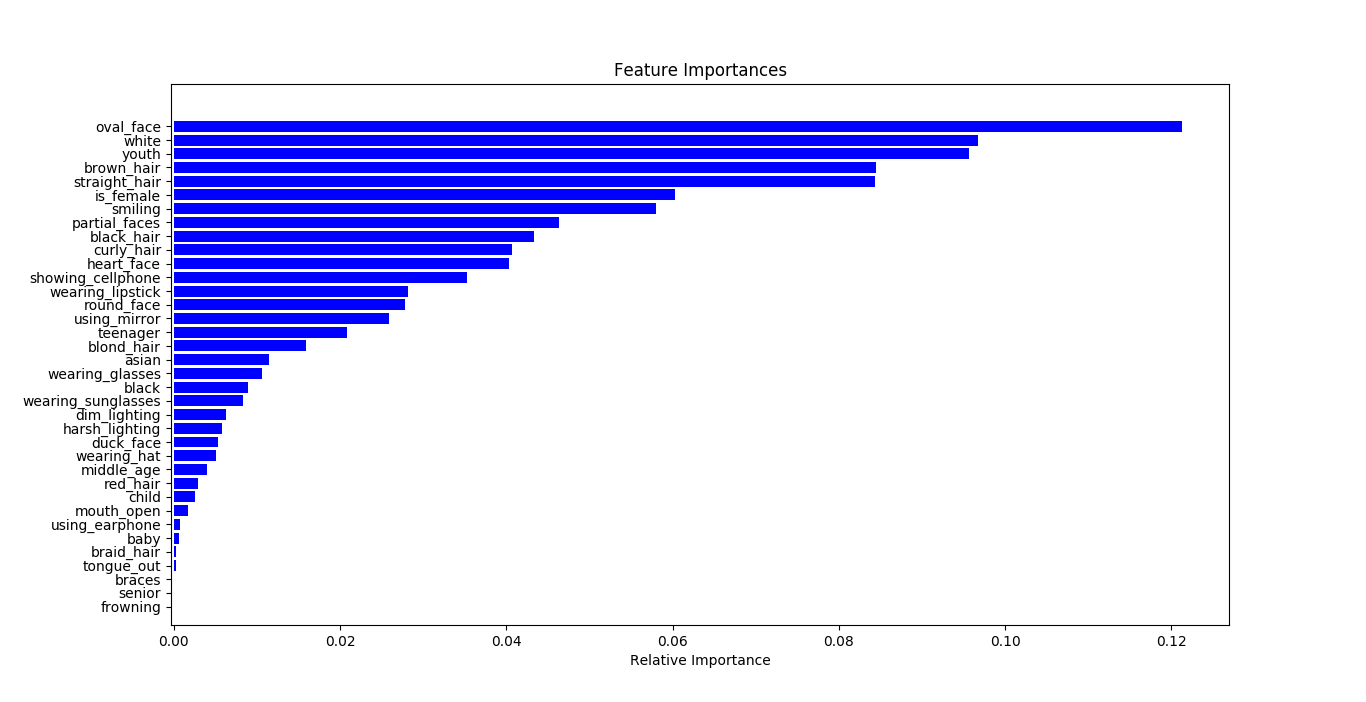 Feature Importances
oval_face
white
youth
brown_hair
straight_hair
is_female
smiling
partial_faces
black_hair
curly_hair
heart_face
showing_cellphone
wearing_lipstick
round_face
using_mirror
teenager
blond_hair
asian
wearing_glasses
black
wearing_sunglasses
dim_lighting
harsh_lighting
duck_face
wearing_hat
middle_age
red_hair
child
mouth_open
using_earphone
baby
braid_hair
tongue_out
braces
senior
frowning
0.00 0.02 0.04 0.06 0.08 0.10 0.12
Relative Importance